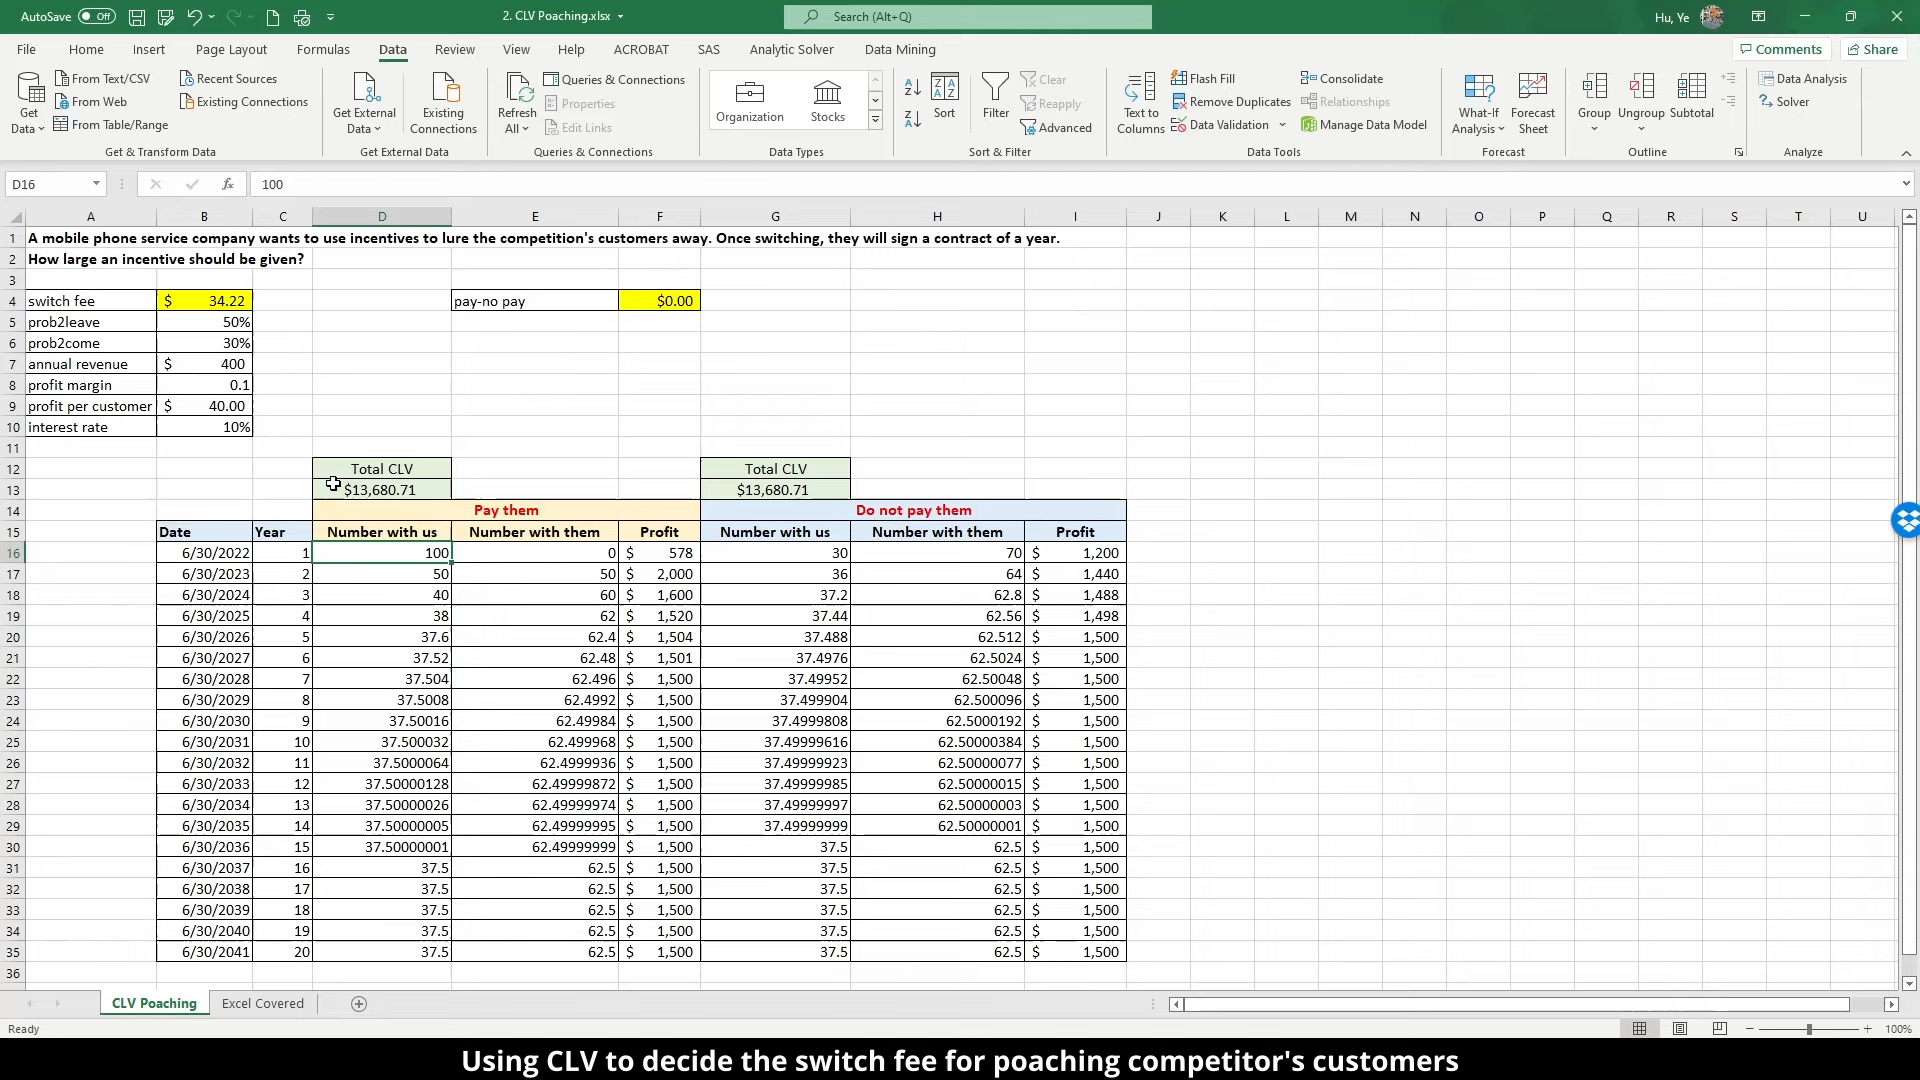 AutoSave Off 2. CLV Poaching.xlsx Search (Alt+Q) Hu, Ye
File Home Insert Page Layout Formulas Data Review View Help ACROBAT SAS Analytic Solver Data Mining Comments Share
Get Data From Text/CSV From Web From Table/Range Recent Sources Existing Connections
Get & Transform Data
Get External Data Existing Connections
Get External Data
Refresh All Queries & Connections Properties Edit Links
Queries & Connections
Organization Stocks
Data Types
Sort Filter Clear Reapply Advanced
Sort & Filter
Text to Columns Flash Fill Remove Duplicates Data Validation Consolidate Relationships Manage Data Model
Data Tools
What-If Analysis Forecast Sheet
Forecast
Group Ungroup Subtotal
Outline
Data Analysis Solver
Analyze
D16 fx 100
A B C D E F G H I J K L M N O P Q R S T U
1 A mobile phone service company wants to use incentives to lure the competition's customers away. Once switching, they will sign a contract of a year.
2 How large an incentive should be given?
3
4 switch fee $ 34.22 pay-no pay $0.00
5 prob2leave 50%
6 prob2come 30%
7 annual revenue $ 400
8 profit margin 0.1
9 profit per customer $ 40.00
10 interest rate 10%
11
12 Total CLV Total CLV
13 $13,680.71 $13,680.71
14 Pay them Do not pay them
15 Date Year Number with us Number with them Profit Number with us Number with them Profit
16 6/30/2022 1 100 0 $ 578 30 70 $ 1,200
17 6/30/2023 2 50 50 $ 2,000 36 64 $ 1,440
18 6/30/2024 3 40 60 $ 1,600 37.2 62.8 $ 1,488
19 6/30/2025 4 38 62 $ 1,520 37.44 62.56 $ 1,498
20 6/30/2026 5 37.6 62.4 $ 1,504 37.488 62.512 $ 1,500
21 6/30/2027 6 37.52 62.48 $ 1,501 37.4976 62.5024 $ 1,500
22 6/30/2028 7 37.504 62.496 $ 1,500 37.49952 62.50048 $ 1,500
23 6/30/2029 8 37.5008 62.4992 $ 1,500 37.499904 62.500096 $ 1,500
24 6/30/2030 9 37.50016 62.49984 $ 1,500 37.4999808 62.5000192 $ 1,500
25 6/30/2031 10 37.500032 62.499968 $ 1,500 37.49999616 62.50000384 $ 1,500
26 6/30/2032 11 37.5000064 62.4999936 $ 1,500 37.49999923 62.50000077 $ 1,500
27 6/30/2033 12 37.50000128 62.49999872 $ 1,500 37.49999985 62.50000015 $ 1,500
28 6/30/2034 13 37.50000026 62.49999974 $ 1,500 37.49999997 62.50000003 $ 1,500
29 6/30/2035 14 37.50000005 62.49999995 $ 1,500 37.49999999 62.50000001 $ 1,500
30 6/30/2036 15 37.50000001 62.49999999 $ 1,500 37.5 62.5 $ 1,500
31 6/30/2037 16 37.5 62.5 $ 1,500 37.5 62.5 $ 1,500
32 6/30/2038 17 37.5 62.5 $ 1,500 37.5 62.5 $ 1,500
33 6/30/2039 18 37.5 62.5 $ 1,500 37.5 62.5 $ 1,500
34 6/30/2040 19 37.5 62.5 $ 1,500 37.5 62.5 $ 1,500
35 6/30/2041 20 37.5 62.5 $ 1,500 37.5 62.5 $ 1,500
36
CLV Poaching Excel Covered
Ready 100%
Using CLV to decide the switch fee for poaching competitor's customers